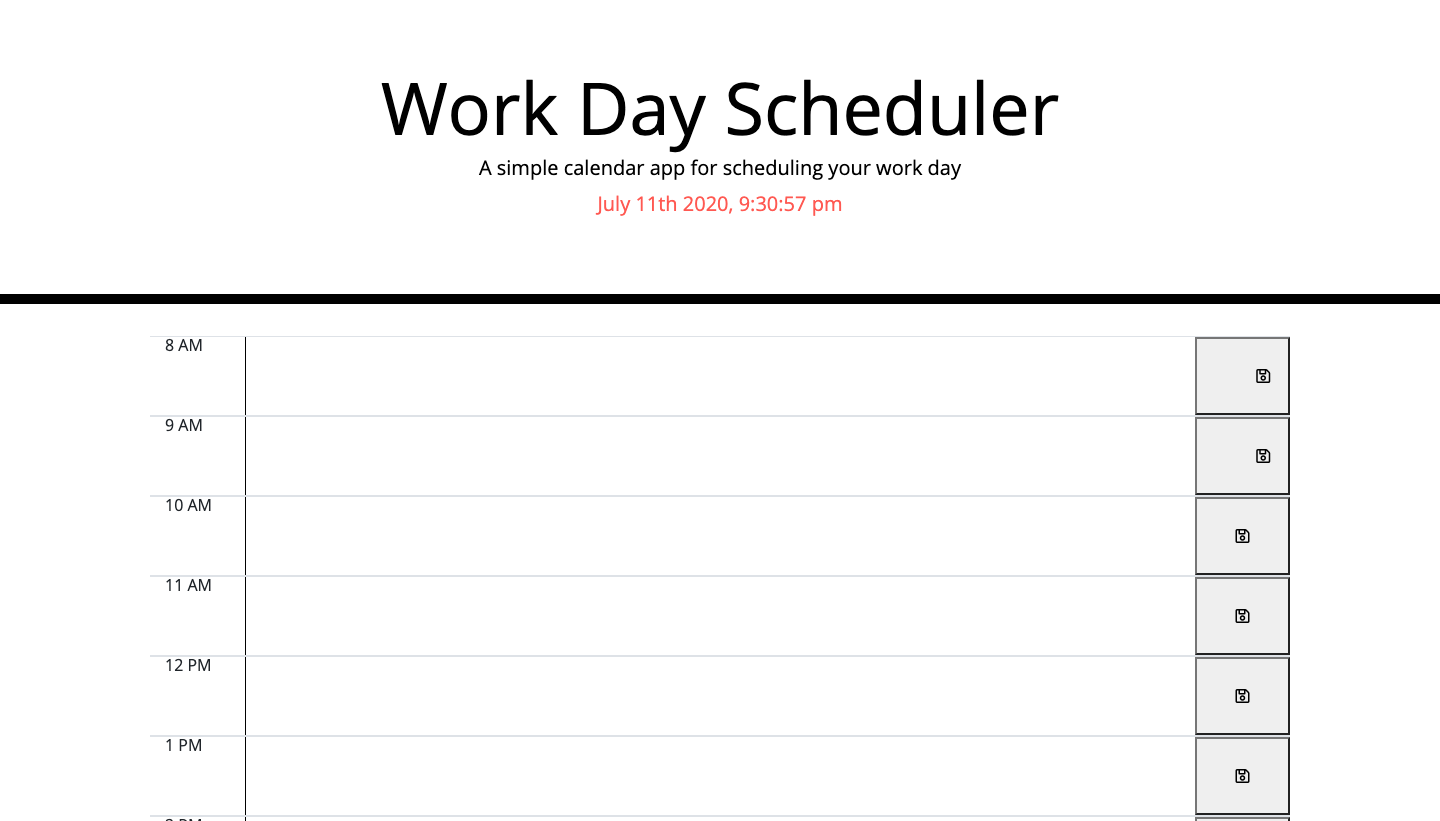 Work Day Scheduler
A simple calendar app for scheduling your work day
July 11th 2020, 9:30:57 pm
8 AM
9 AM
10 AM
11 AM
12 PM
1 PM